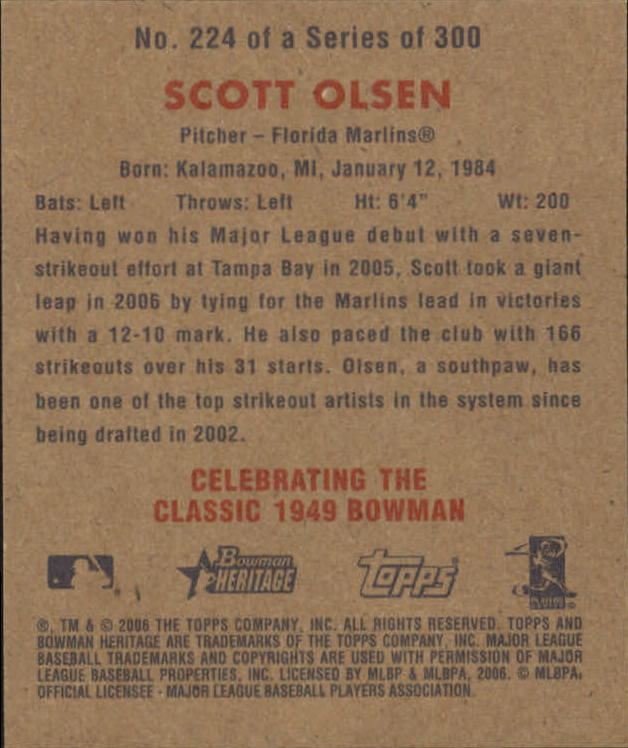 No. 224 of a Series of 300
SCOTT OLSEN
Pitcher – Florida Marlins®
Born: Kalamazoo, MI, January 12, 1984
Bats: Left Throws: Left Ht: 6'4" Wt: 200
Having won his Major League debut with a seven-
strikeout effort at Tampa Bay in 2005, Scott took a giant
leap in 2006 by tying for the Marlins lead in victories
with a 12-10 mark. He also paced the club with 166
strikeouts over his 31 starts. Olsen, a southpaw, has
been one of the top strikeout artists in the system since
being drafted in 2002.
CELEBRATING THE
CLASSIC 1949 BOWMAN
Bowman
HERITAGE
Topps
PLAYERS
®, TM & © 2006 THE TOPPS COMPANY, INC. ALL RIGHTS RESERVED. TOPPS AND
BOWMAN HERITAGE ARE TRADEMARKS OF THE TOPPS COMPANY, INC. MAJOR LEAGUE
BASEBALL TRADEMARKS AND COPYRIGHTS ARE USED WITH PERMISSION OF MAJOR
LEAGUE BASEBALL PROPERTIES, INC. LICENSED BY MLBP & MLBPA, 2006. © MLBPA,
OFFICIAL LICENSEE - MAJOR LEAGUE BASEBALL PLAYERS ASSOCIATION.